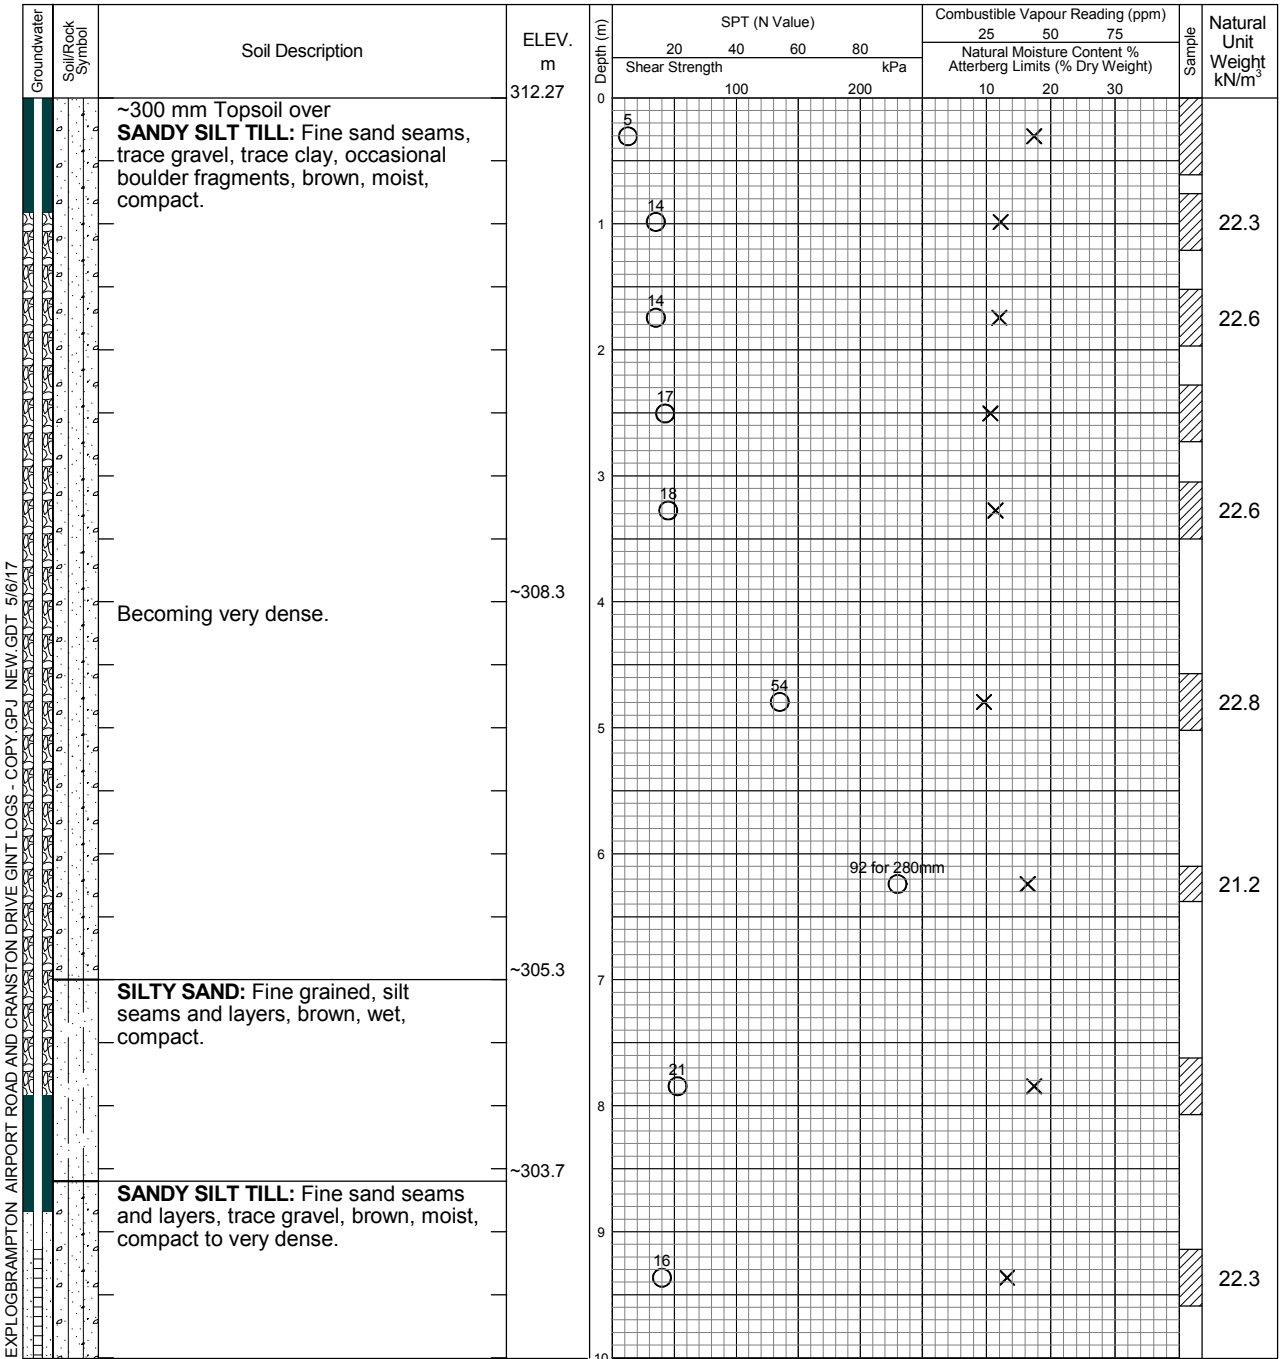 Groundwater
Soil/Rock
Symbol
Soil Description
ELEV.
m
312.27
Depth (m)
SPT (N Value)
20 40 60 80
Shear Strength kPa
100 200
Combustible Vapour Reading (ppm)
25 50 75
Natural Moisture Content %
Atterberg Limits (% Dry Weight)
10 20 30
Sample
Natural
Unit
Weight
kN/m³
0
~300 mm Topsoil over
SANDY SILT TILL: Fine sand seams,
trace gravel, trace clay, occasional
boulder fragments, brown, moist,
compact.
5
14
1
22.3
14
22.6
2
17
3
18
22.6
~308.3
4
Becoming very dense.
54
22.8
5
6
92 for 280mm
21.2
~305.3
7
SILTY SAND: Fine grained, silt
seams and layers, brown, wet,
compact.
21
8
~303.7
SANDY SILT TILL: Fine sand seams
and layers, trace gravel, brown, moist,
compact to very dense.
9
16
22.3
10
EXPLOGBRAMPTON AIRPORT ROAD AND CRANSTON DRIVE GINT LOGS - COPY.GPJ NEW.GDT 5/6/17